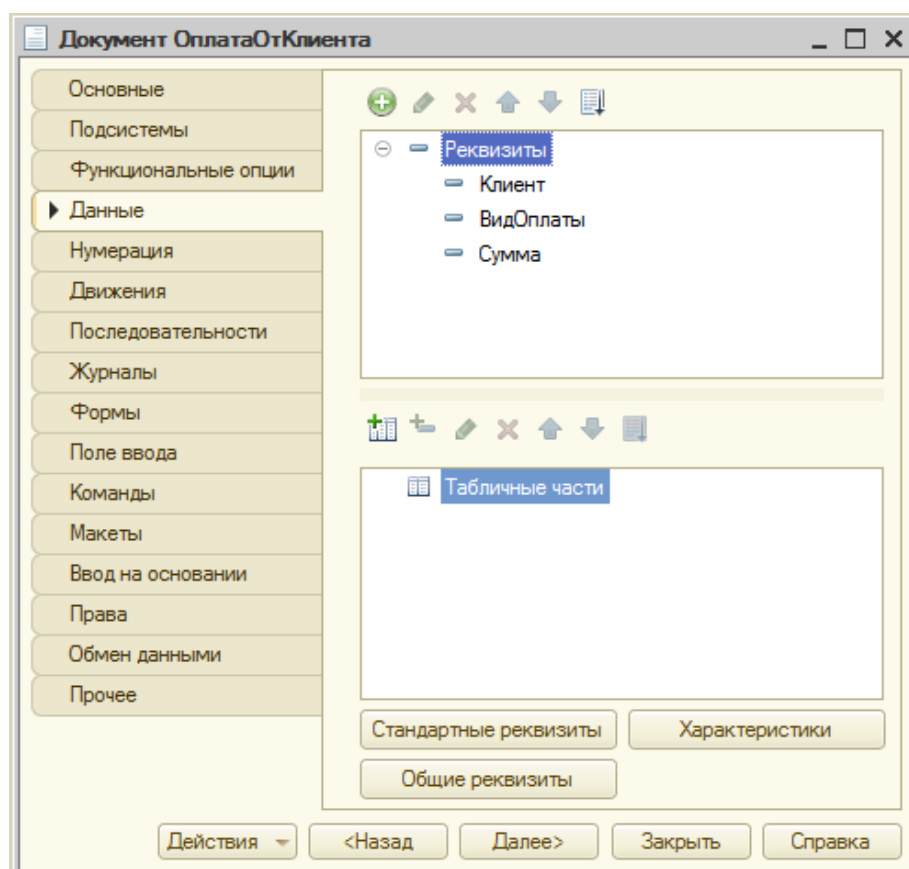 Документ ОплатаОтКлиента
Основные
Подсистемы
Функциональные опции
Данные
Нумерация
Движения
Последовательности
Журналы
Формы
Поле ввода
Команды
Макеты
Ввод на основании
Права
Обмен данными
Прочее
Реквизиты
Клиент
ВидОплаты
Сумма
Табличные части
Стандартные реквизиты
Характеристики
Общие реквизиты
Действия
<Назад
Далее>
Закрыть
Справка